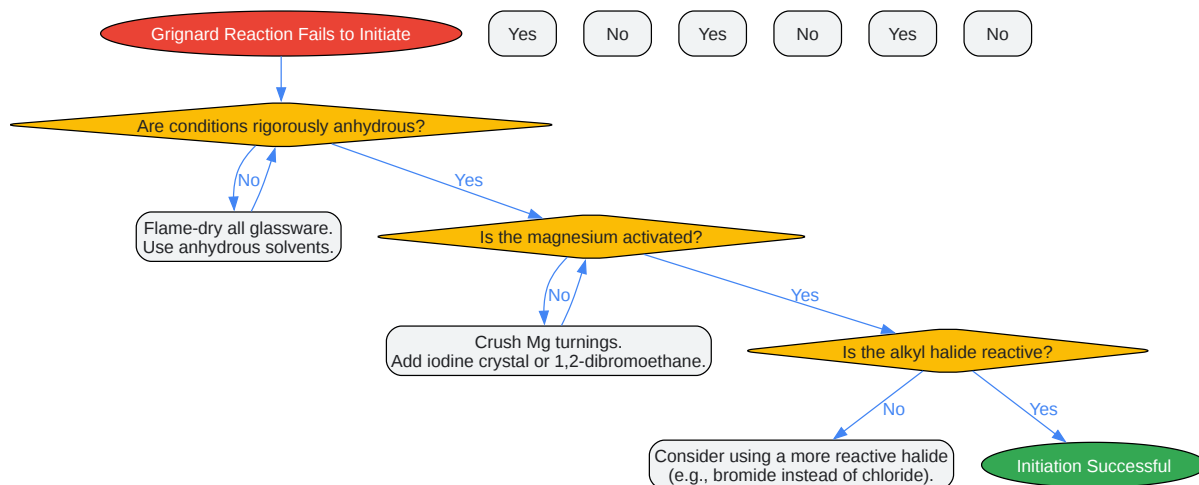 Grignard Reaction Fails to Initiate
Yes
No
Yes
No
Yes
No
Are conditions rigorously anhydrous?
No
Yes
Flame-dry all glassware.
Use anhydrous solvents.
Is the magnesium activated?
No
Yes
Crush Mg turnings.
Add iodine crystal or 1,2-dibromoethane.
Is the alkyl halide reactive?
No
Yes
Consider using a more reactive halide
(e.g., bromide instead of chloride).
Initiation Successful